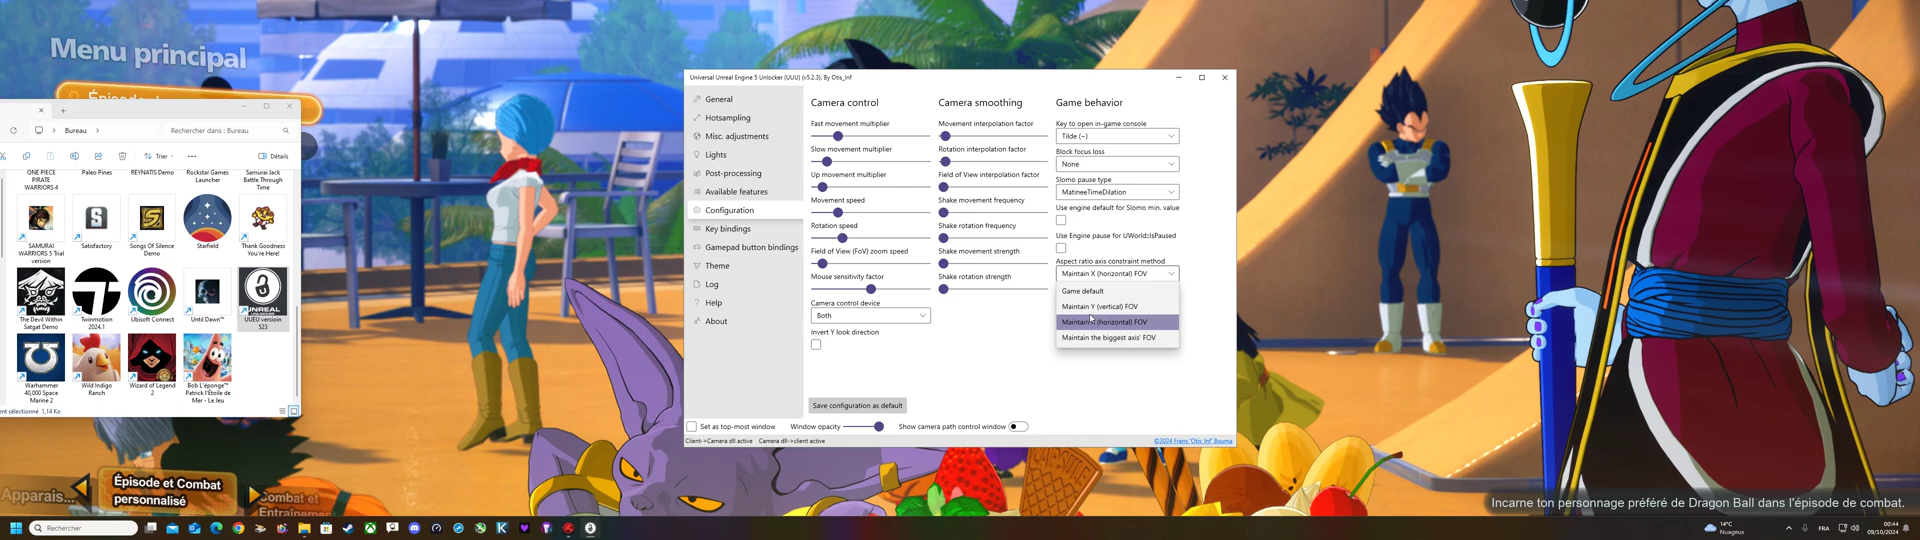 Menu principal
Bureau
Rechercher dans : Bureau
Trier
Détails
ONE PIECE PIRATE WARRIORS 4
Paleo Pines
REYNATIS Demo
Rockstar Games Launcher
Samurai Jack Battle Through Time
SAMURAI WARRIORS 5 Trial version
Satisfactory
Songs Of Silence Demo
Starfield
Thank Goodness You're Here!
The Devil Within Satgat Demo
Twinmotion 2024.1
Ubisoft Connect
Until Dawn™
UUEU version 523
Warhammer 40,000 Space Marine 2
Wild Indigo Ranch
Wizard of Legend 2
Bob L'éponge™ Patrick l'Étoile de Mer - Le Jeu
ent sélectionné 1,14 Ko
Apparais...
Épisode et Combat
personnalisé
Combat et
Entraînemen
Universal Unreal Engine 5 Unlocker (UUU) (v5.2.3). By Otis_Inf
General
Hotsampling
Misc. adjustments
Lights
Post-processing
Available features
Configuration
Key bindings
Gamepad button bindings
Theme
Log
Help
About
Camera control
Fast movement multiplier
Slow movement multiplier
Up movement multiplier
Movement speed
Rotation speed
Field of View (FoV) zoom speed
Mouse sensitivity factor
Camera control device
Both
Invert Y look direction
Camera smoothing
Movement interpolation factor
Rotation interpolation factor
Field of View interpolation factor
Shake movement frequency
Shake rotation frequency
Shake movement strength
Shake rotation strength
Game behavior
Key to open in-game console
Tilde (~)
Block focus loss
None
Slomo pause type
MatineeTimeDilation
Use engine default for Slomo min. value
Use Engine pause for UWorld::IsPaused
Aspect ratio axis constraint method
Maintain X (horizontal) FOV
Game default
Maintain Y (vertical) FOV
Maintain X (horizontal) FOV
Maintain the biggest axis' FOV
Save configuration as default
Set as top-most window
Window opacity
Show camera path control window
Client->Camera dll active
Camera dll->client active
©2024 Frans 'Otis_Inf' Bouma
Incarne ton personnage préféré de Dragon Ball dans l'épisode de combat.
Rechercher
14°C
Nuageux
FRA
00:44
09/10/2024